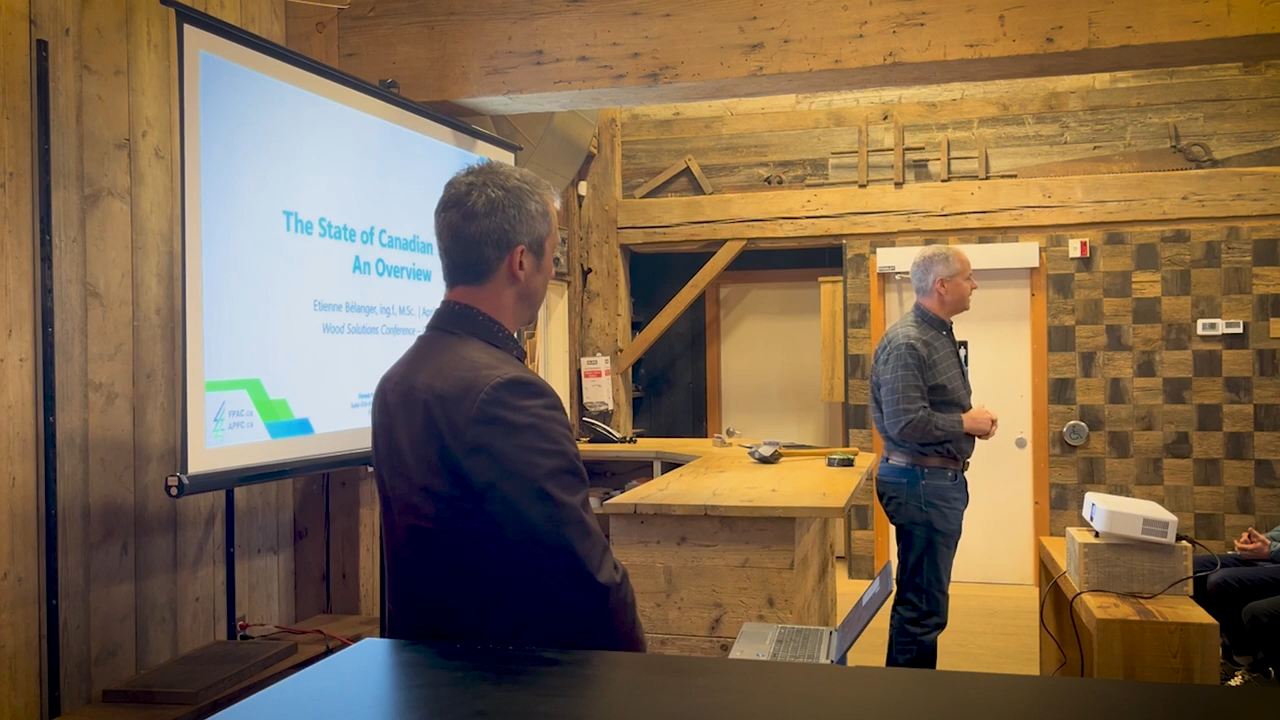 The State of Canadian
An Overview
Etienne Bélanger, ing.f., M.Sc. | Apr
Wood Solutions Conference –
FPAC.ca
APFC.ca